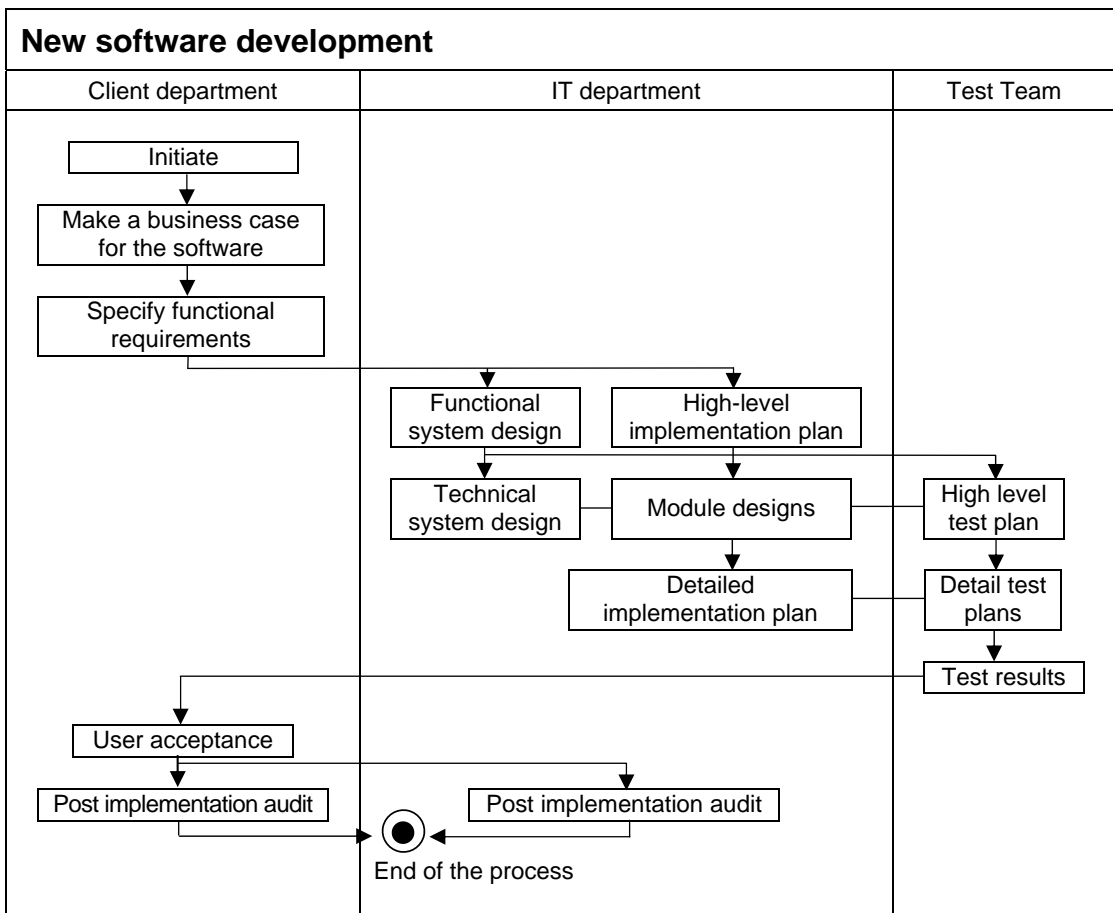 New software development
Client department
IT department
Test Team
Initiate
Make a business case
for the software
Specify functional
requirements
Functional
system design
High-level
implementation plan
Technical
system design
Module designs
High level
test plan
Detailed
implementation plan
Detail test
plans
Test results
User acceptance
Post implementation audit
Post implementation audit
End of the process